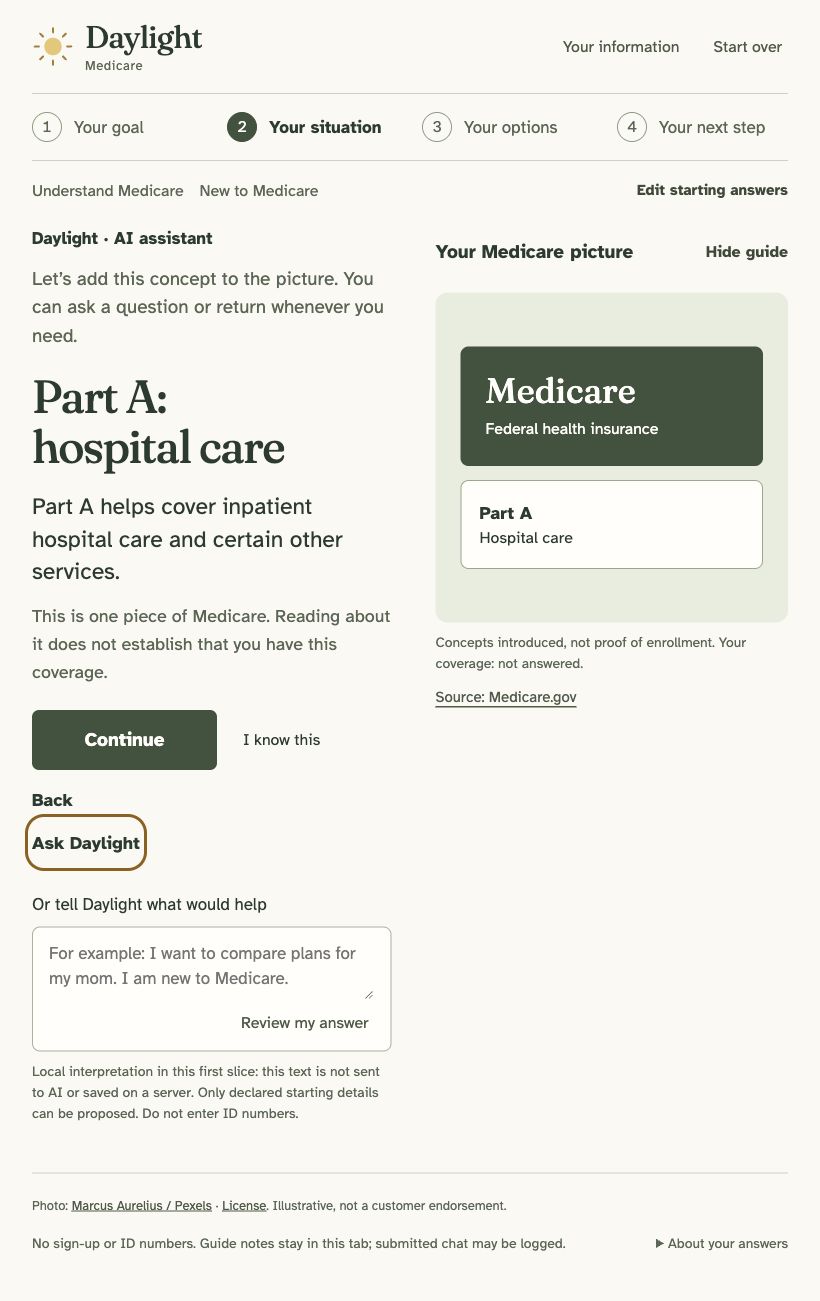 Daylight
Medicare
Your information
Start over
1 Your goal
2 Your situation
3 Your options
4 Your next step
Understand Medicare New to Medicare
Edit starting answers
Daylight · AI assistant
Let's add this concept to the picture. You
can ask a question or return whenever you
need.
Part A:
hospital care
Part A helps cover inpatient
hospital care and certain other
services.
This is one piece of Medicare. Reading about
it does not establish that you have this
coverage.
Continue
I know this
Back
Ask Daylight
Or tell Daylight what would help
For example: I want to compare plans for
my mom. I am new to Medicare.
Review my answer
Local interpretation in this first slice: this text is not sent
to AI or saved on a server. Only declared starting details
can be proposed. Do not enter ID numbers.
Your Medicare picture
Hide guide
Medicare
Federal health insurance
Part A
Hospital care
Concepts introduced, not proof of enrollment. Your
coverage: not answered.
Source: Medicare.gov
Photo: Marcus Aurelius / Pexels · License. Illustrative, not a customer endorsement.
No sign-up or ID numbers. Guide notes stay in this tab; submitted chat may be logged.
▶ About your answers